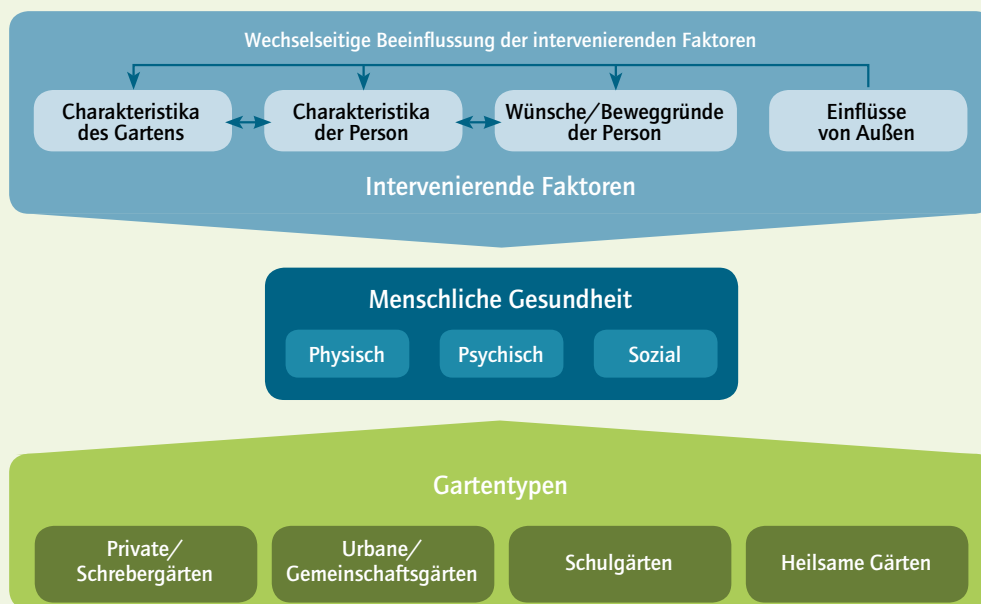 Wechselseitige Beeinflussung der intervenierenden Faktoren
Charakteristika
des Gartens
Charakteristika
der Person
Wünsche/Beweggründe
der Person
Einflüsse
von Außen
Intervenierende Faktoren
Menschliche Gesundheit
Physisch
Psychisch
Sozial
Gartentypen
Private/
Schrebergärten
Urbane/
Gemeinschaftsgärten
Schulgärten
Heilsame Gärten